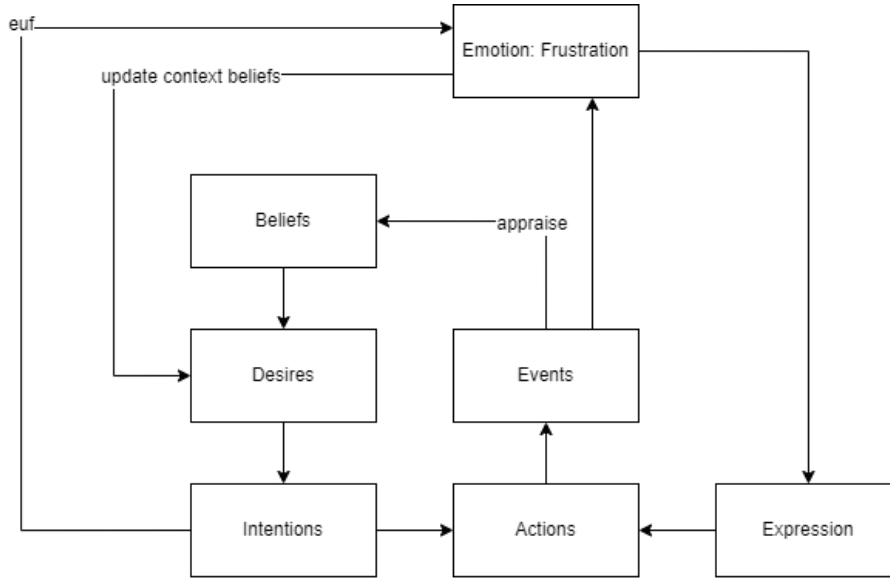 euf
Emotion: Frustration
update context beliefs
Beliefs
appraise
Desires
Events
Intentions
Actions
Expression